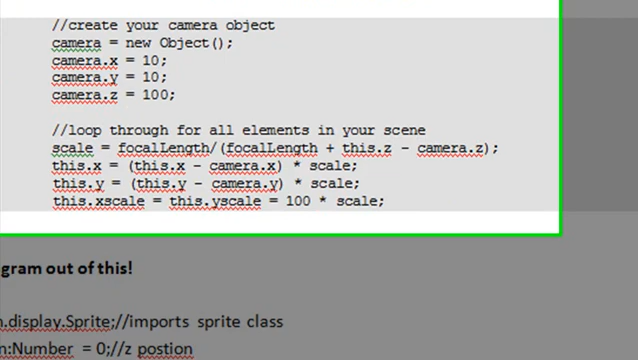 //create your camera object
camera = new Object();
camera.x = 10;
camera.y = 10;
camera.z = 100;
//loop through for all elements in your scene
scale = focalLength/(focalLength + this.z - camera.z);
this.x = (this.x - camera.x) * scale;
this.y = (this.y - camera.y) * scale;
this.xscale = this.yscale = 100 * scale;
gram out of this!
.display.Sprite;//imports sprite class
n:Number = 0;//z postion